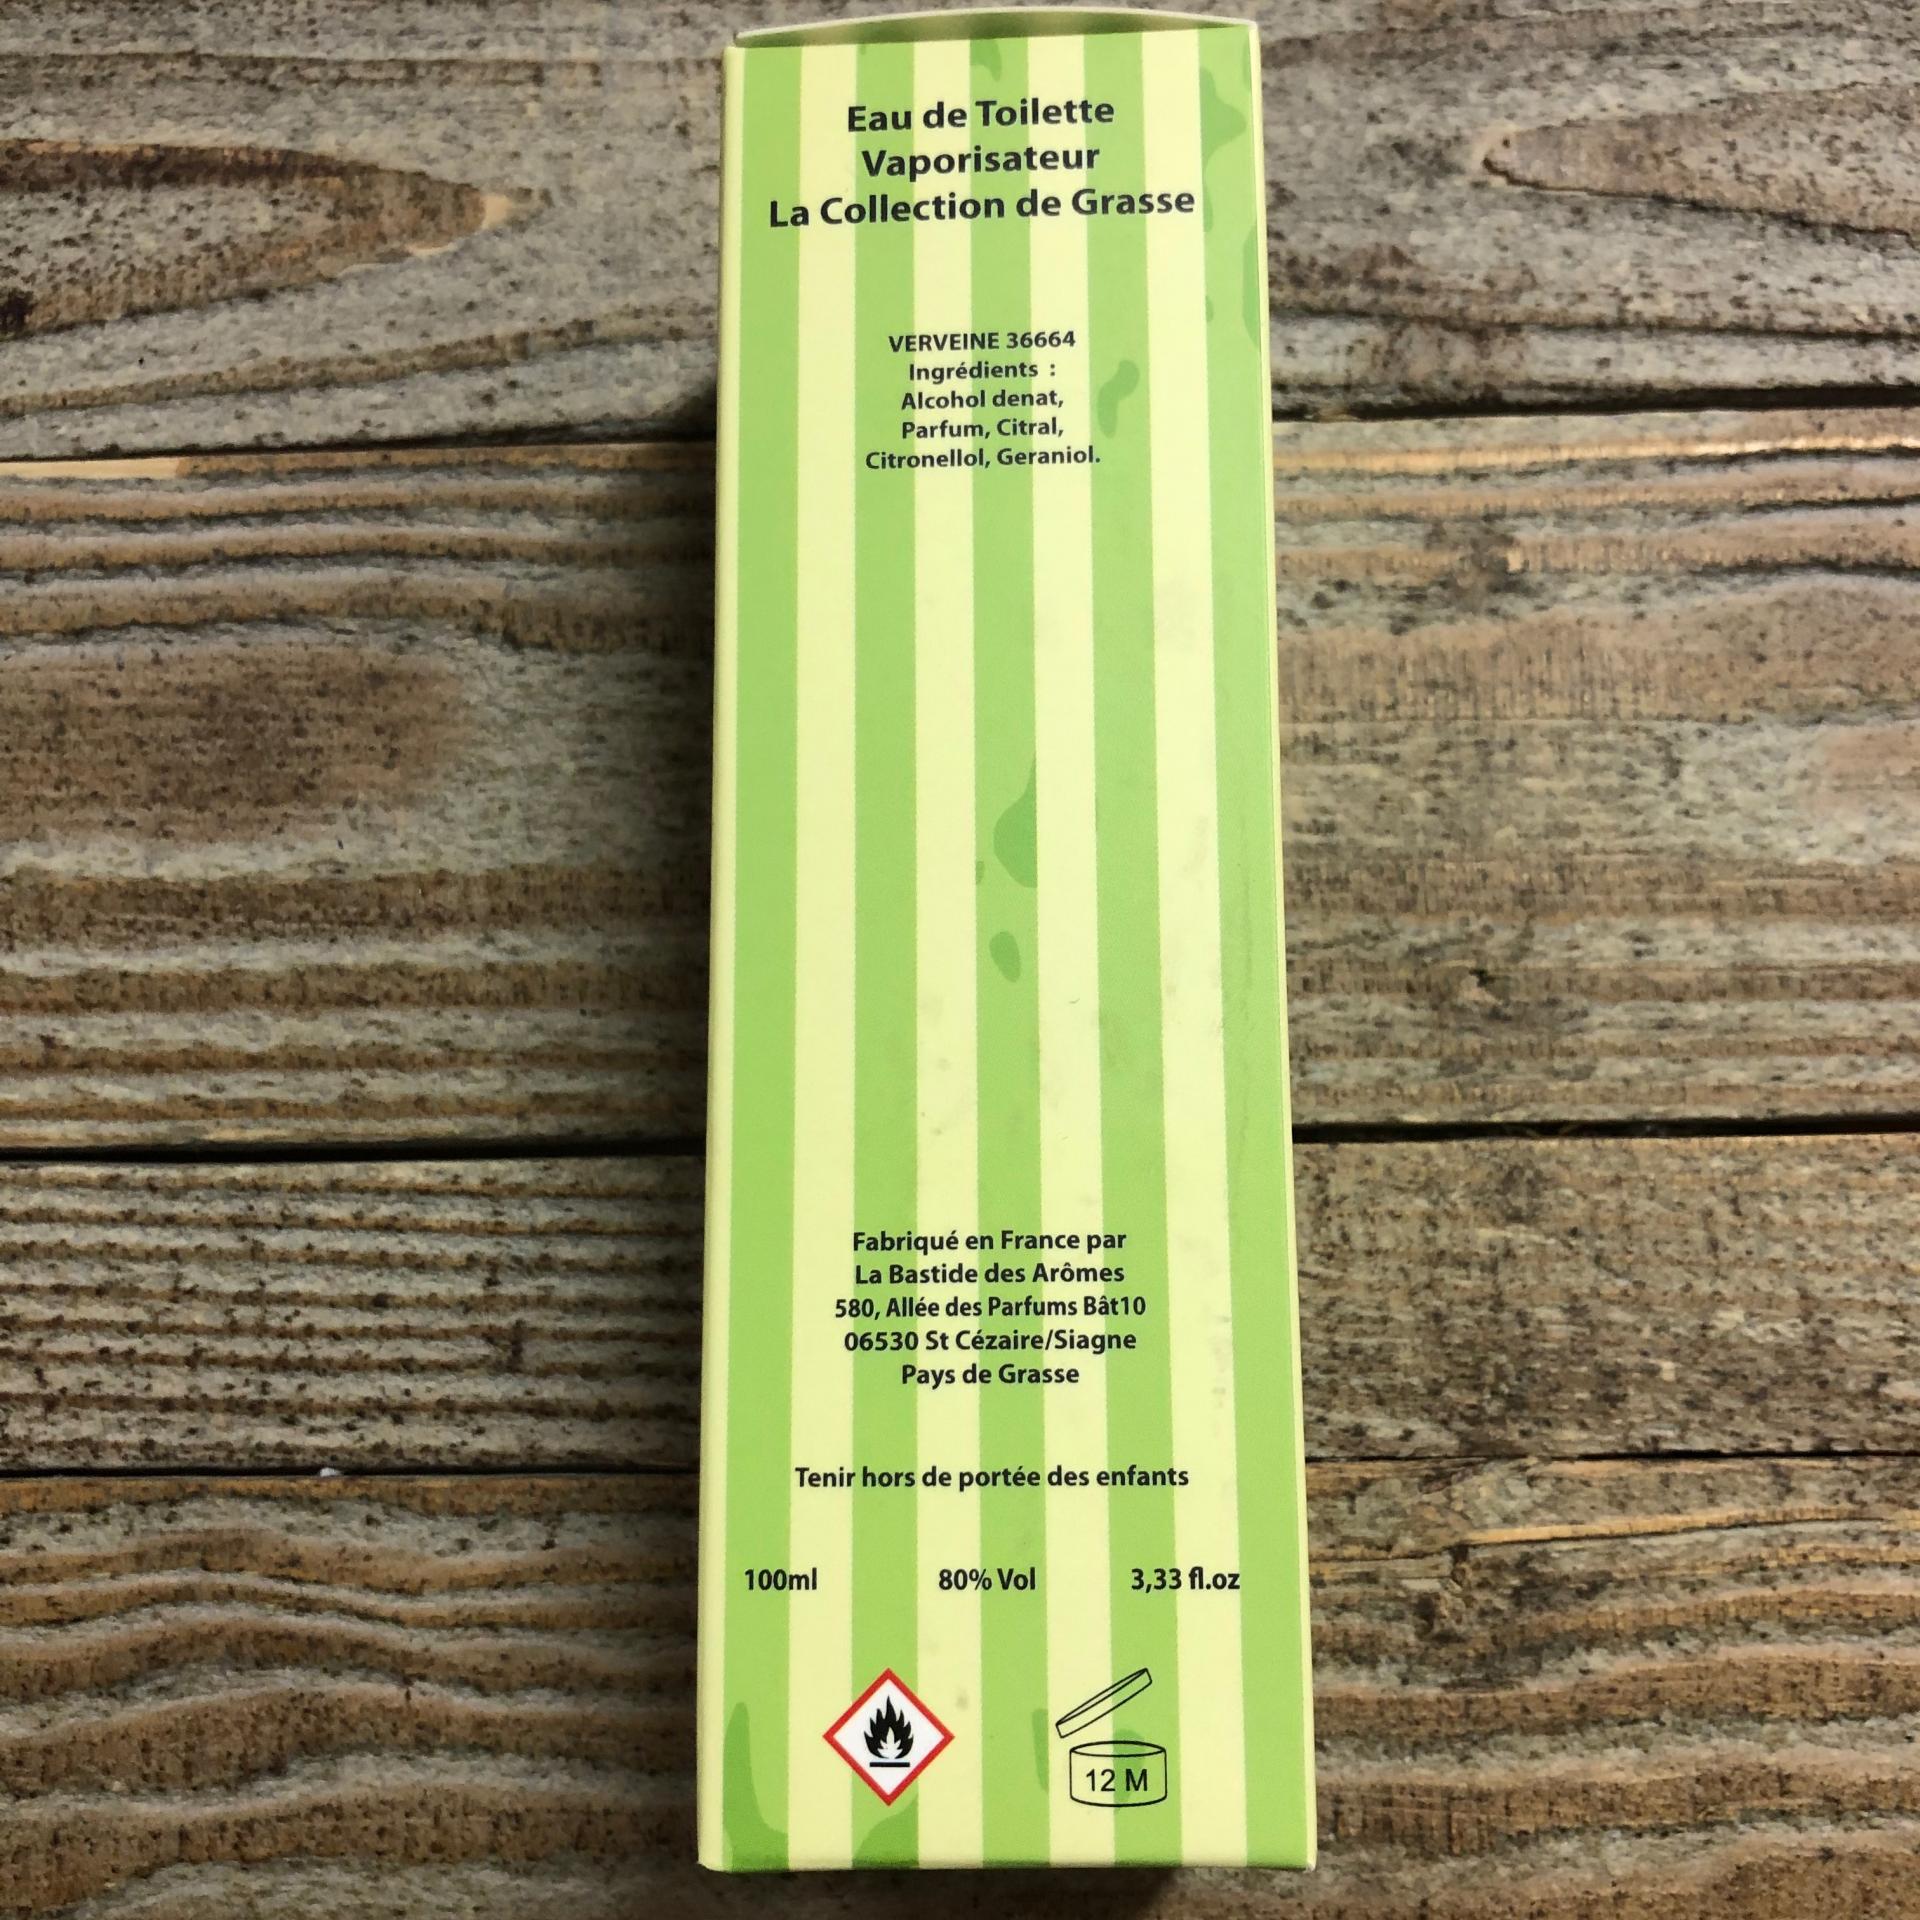 Eau de Toilette
Vaporisateur
La Collection de Grasse
VERVEINE 36664
Ingrédients :
Alcohol denat,
Parfum, Citral,
Citronellol, Geraniol.
Fabriqué en France par
La Bastide des Arômes
580, Allée des Parfums Bât10
06530 St Cézaire/Siagne
Pays de Grasse
Tenir hors de portée des enfants
100ml 80% Vol 3,33 fl.oz
12 M